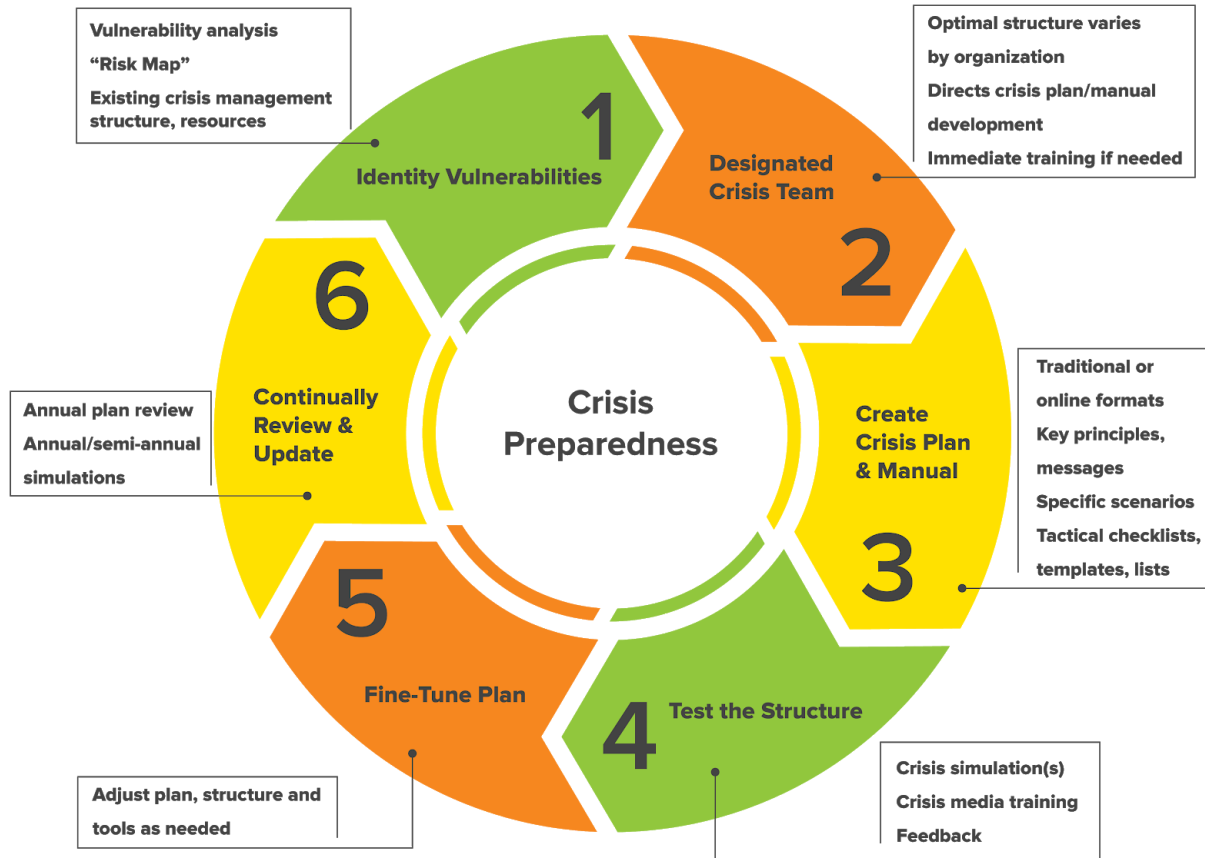 Vulnerability analysis
“Risk Map”
Existing crisis management
structure, resources
1
Identity Vulnerabilities
Optimal structure varies
by organization
Directs crisis plan/manual
development
Immediate training if needed
Designated
Crisis Team
2
Traditional or
online formats
Key principles,
messages
Specific scenarios
Tactical checklists,
templates, lists
Create
Crisis Plan
& Manual
3
Crisis simulation(s)
Crisis media training
Feedback
4
Test the Structure
5
Fine-Tune Plan
Adjust plan, structure and
tools as needed
6
Continually
Review &
Update
Annual plan review
Annual/semi-annual
simulations
Crisis
Preparedness